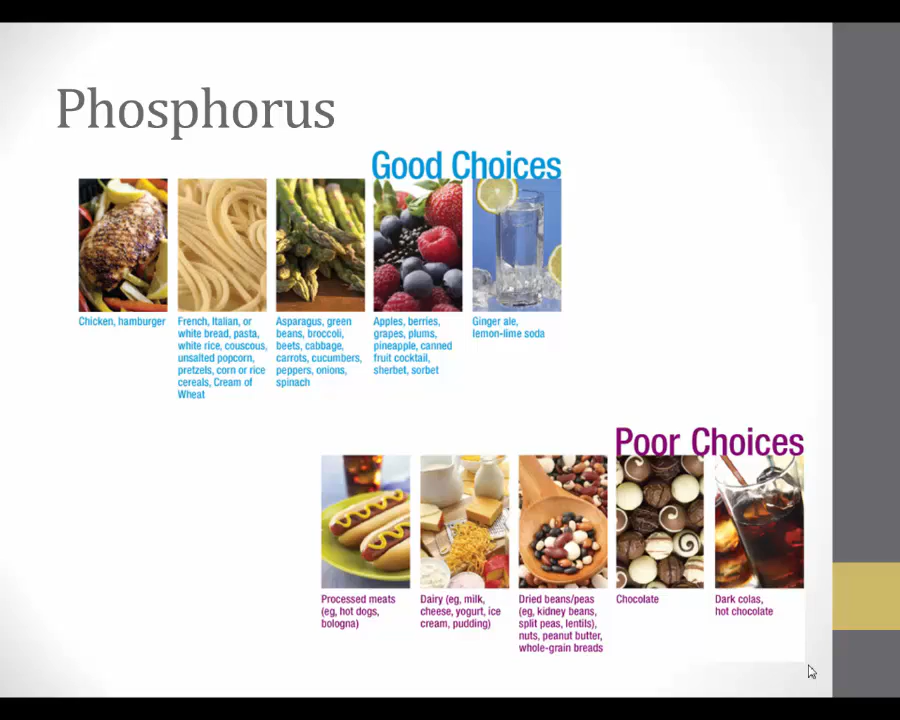 Phosphorus
Good Choices
Chicken, hamburger
French, Italian, or
white bread, pasta,
white rice, couscous,
unsalted popcorn,
pretzels, corn or rice
cereals, Cream of
Wheat
Asparagus, green
beans, broccoli,
beets, cabbage,
carrots, cucumbers,
peppers, onions,
spinach
Apples, berries,
grapes, plums,
pineapple, canned
fruit cocktail,
sherbet, sorbet
Ginger ale,
lemon-lime soda
Poor Choices
Processed meats
(eg, hot dogs,
bologna)
Dairy (eg, milk,
cheese, yogurt, ice
cream, pudding)
Dried beans/peas
(eg, kidney beans,
split peas, lentils),
nuts, peanut butter,
whole-grain breads
Chocolate
Dark colas,
hot chocolate